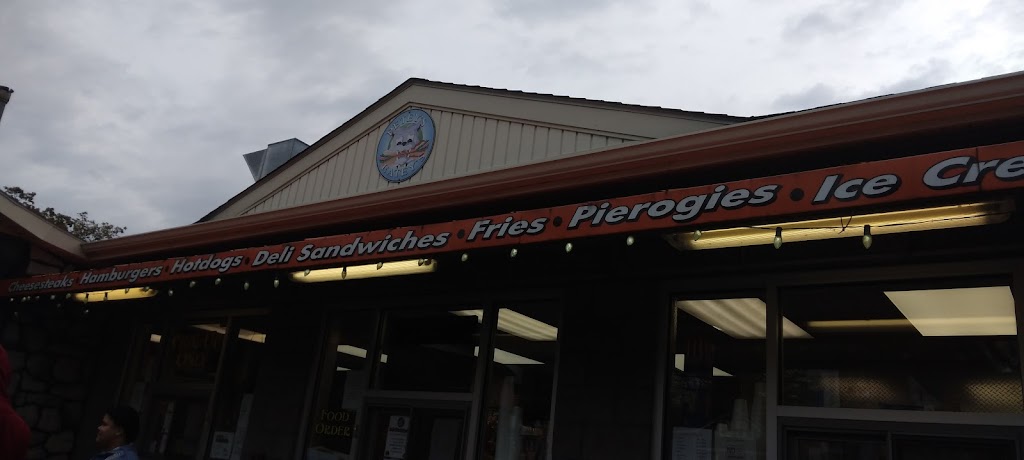 Cheesesteaks • Hamburgers • Hotdogs • Deli Sandwiches • Fries • Pierogies • Ice Cre
FOOD
ORDER